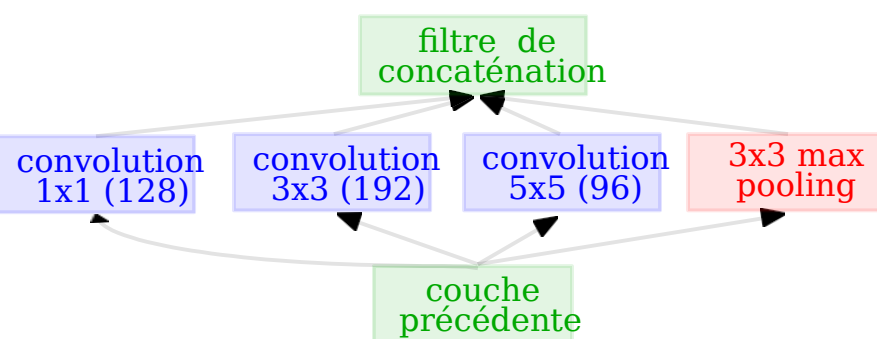 filtre de
concaténation
convolution
1x1 (128)
convolution
3x3 (192)
convolution
5x5 (96)
3x3 max
pooling
couche
précédente